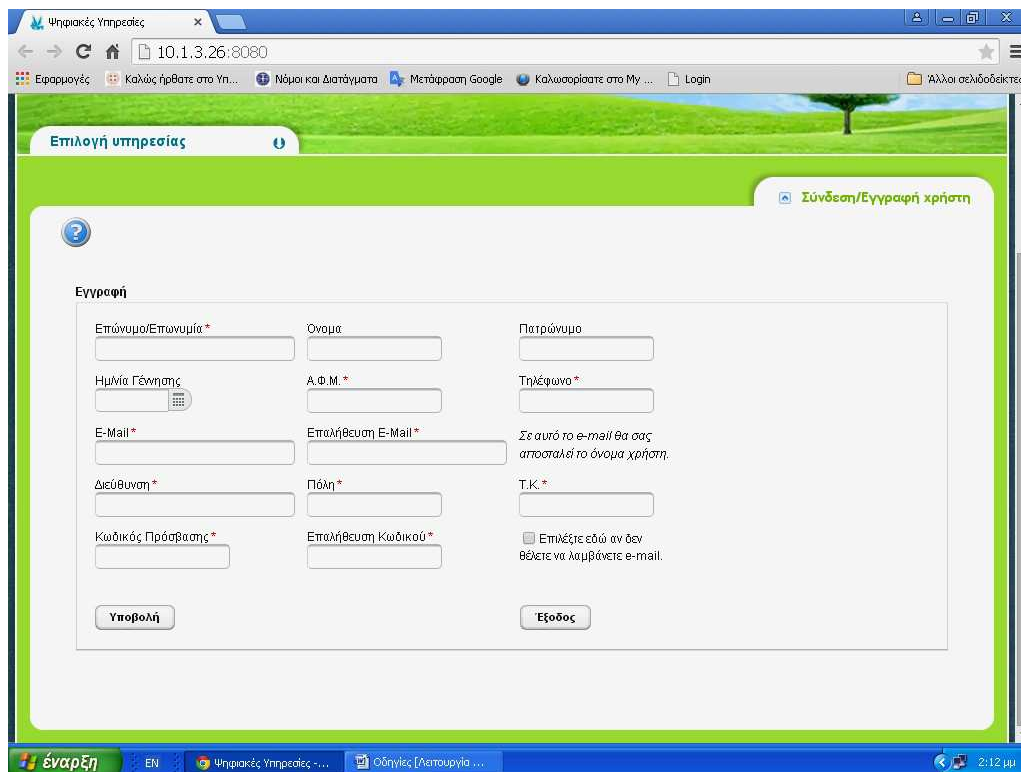 Ψηφιακές Υπηρεσίες
10.1.3.26:8080
Εφαρμογές Καλώς ήρθατε στο Υπ... Νόμοι και Διατάγματα Μετάφραση Google Καλωσορίσατε στο My ... Login Άλλοι σελιδοδείκτες
Επιλογή υπηρεσίας
Σύνδεση/Εγγραφή χρήστη
Εγγραφή
Επώνυμο/Επωνυμία* Όνομα Πατρώνυμο
Ημ/νία Γέννησης Α.Φ.Μ.* Τηλέφωνο*
E-Mail* Επαλήθευση E-Mail* Σε αυτό το e-mail θα σας
αποσταλεί το όνομα χρήστη.
Διεύθυνση* Πόλη* Τ.Κ.*
Κωδικός Πρόσβασης* Επαλήθευση Κωδικού* Επιλέξτε εδώ αν δεν
θέλετε να λαμβάνετε e-mail.
Υποβολή Έξοδος
έναρξη EN Ψηφιακές Υπηρεσίες -... Οδηγίες [Λειτουργία ... 2:12 μμ